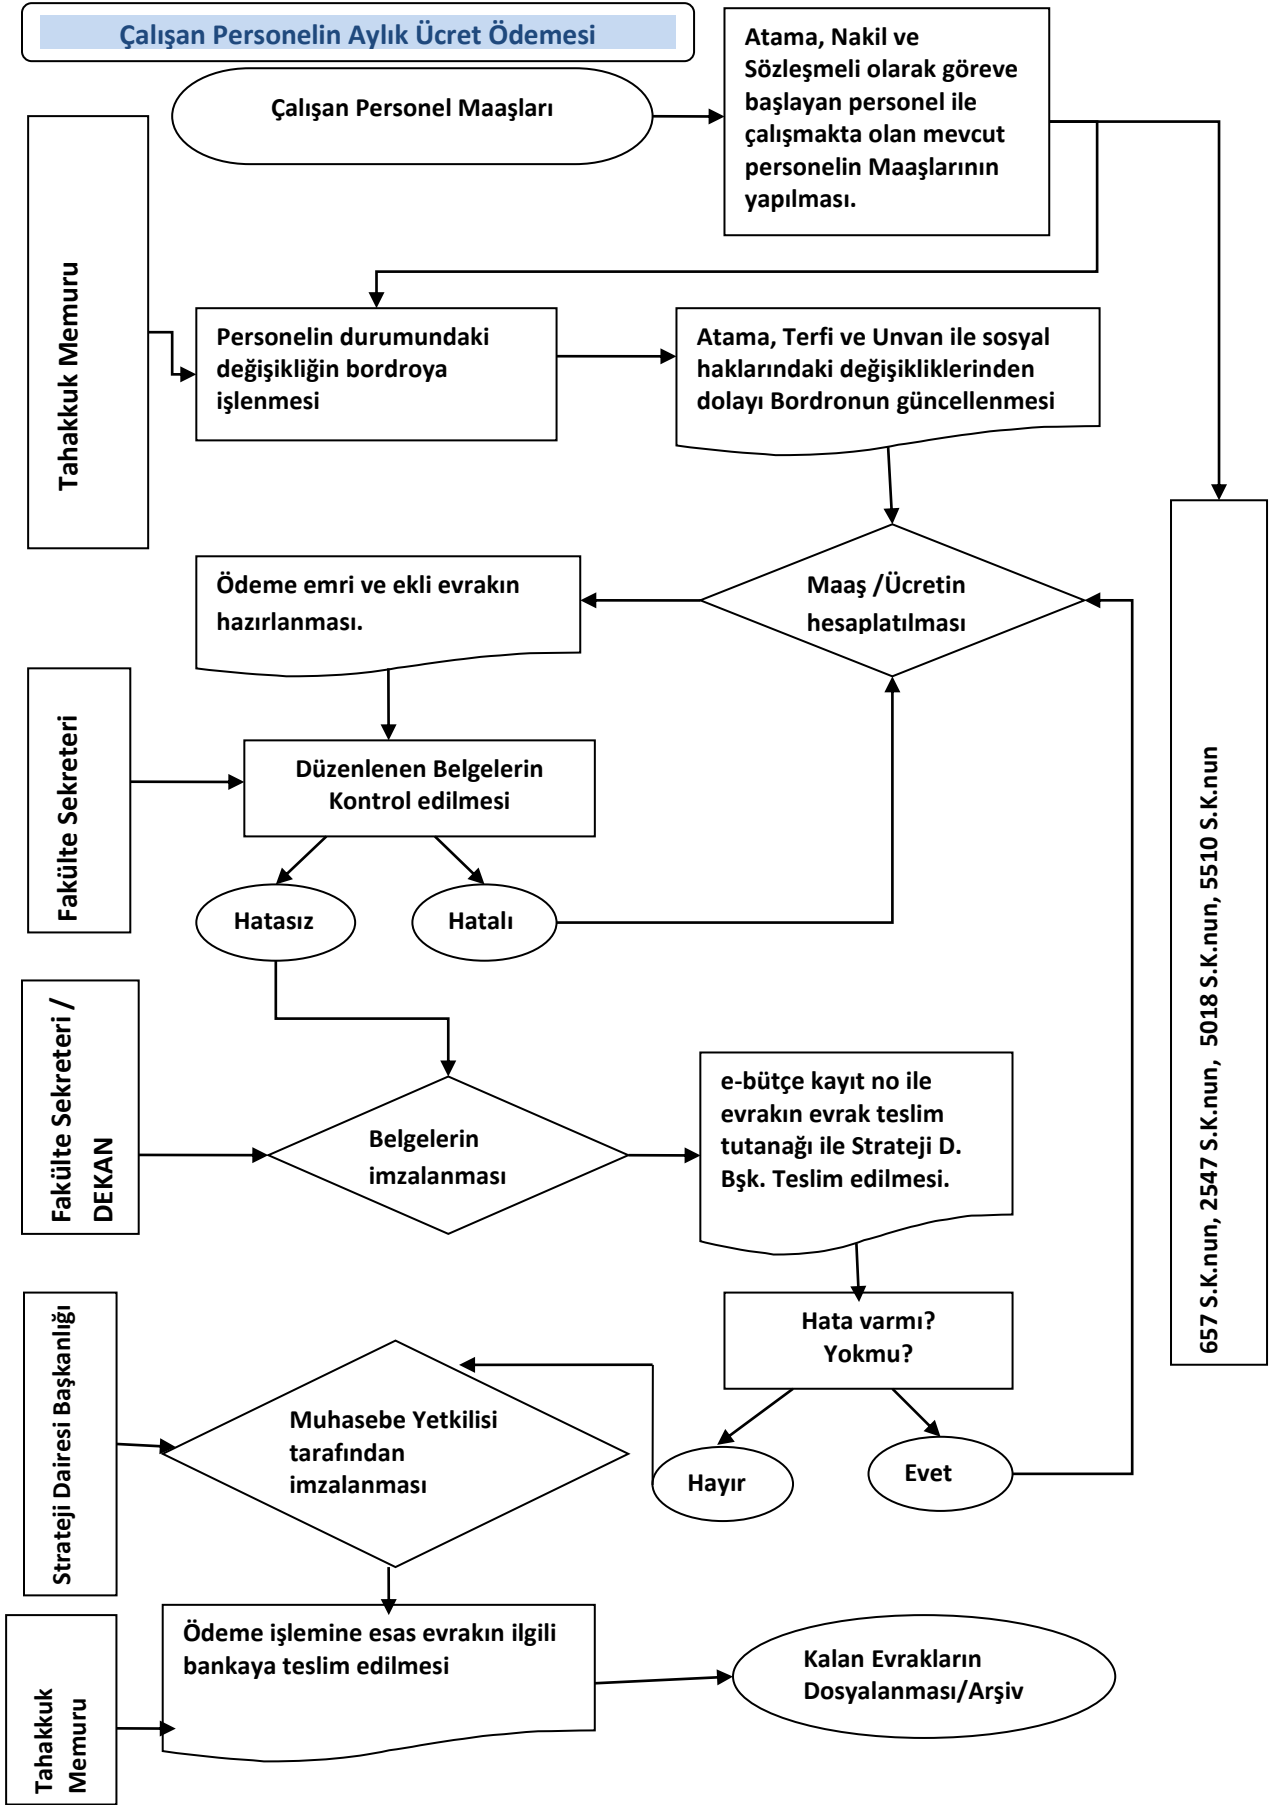 Çalışan Personelin Aylık Ücret Ödemesi
Çalışan Personel Maaşları
Atama, Nakil ve
Sözleşmeli olarak göreve
başlayan personel ile
çalışmakta olan mevcut
personelin Maaşlarının
yapılması.
Tahakkuk Memuru
Personelin durumundaki
değişikliğin bordroya
işlenmesi
Atama, Terfi ve Unvan ile sosyal
haklarındaki değişikliklerinden
dolayı Bordronun güncellenmesi
Ödeme emri ve ekli evrakın
hazırlanması.
Maaş /Ücretin
hesaplatılması
657 S.K.nun, 2547 S.K.nun, 5018 S.K.nun, 5510 S.K.nun
Fakülte Sekreteri
Düzenlenen Belgelerin
Kontrol edilmesi
Hatasız
Hatalı
Fakülte Sekreteri /
DEKAN
Belgelerin
imzalanması
e-bütçe kayıt no ile
evrakın evrak teslim
tutanağı ile Strateji D.
Bşk. Teslim edilmesi.
Hata varmı?
Yokmu?
Hayır
Evet
Strateji Dairesi Başkanlığı
Muhasebe Yetkilisi
tarafından
imzalanması
Tahakkuk
Memuru
Ödeme işlemine esas evrakın ilgili
bankaya teslim edilmesi
Kalan Evrakların
Dosyalanması/Arşiv